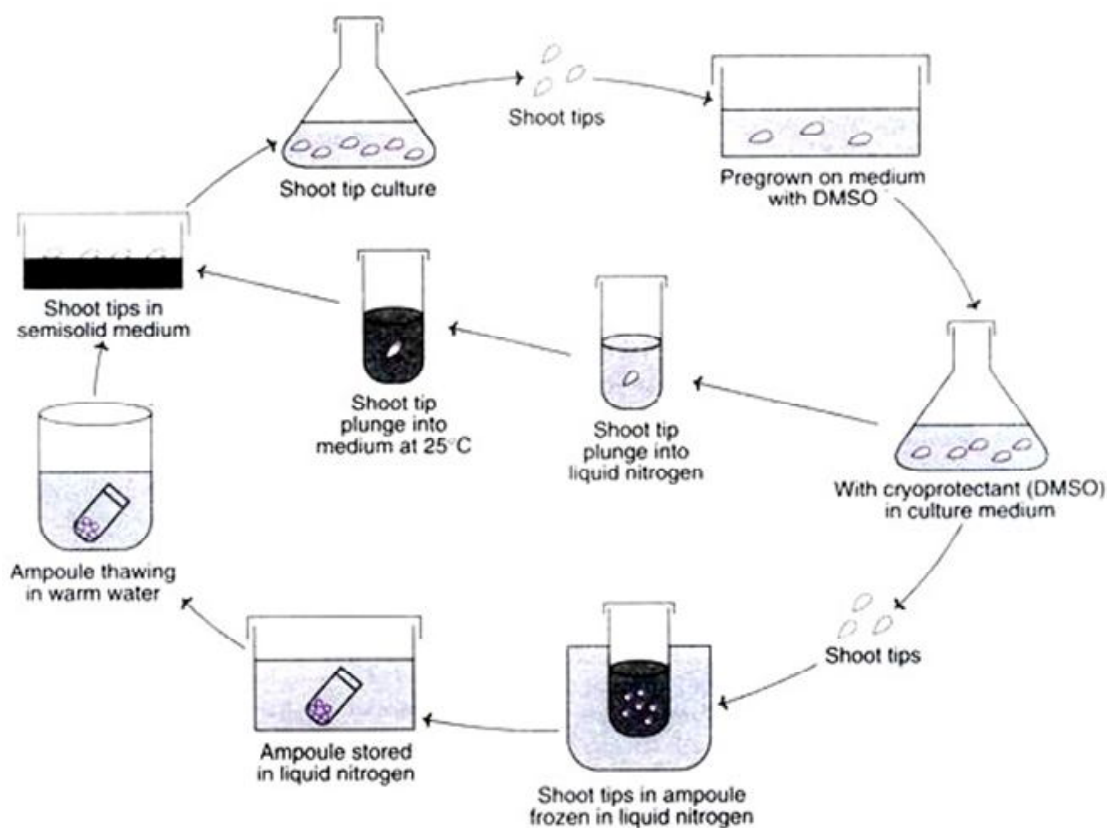 Shoot tip culture
Shoot tips
Pregrown on medium
with DMSO
Shoot tips in
semisolid medium
Shoot tip
plunge into
medium at 25°C
Shoot tip
plunge into
liquid nitrogen
With cryoprotectant (DMSO)
in culture medium
Ampoule thawing
in warm water
Shoot tips
Ampoule stored
in liquid nitrogen
Shoot tips in ampoule
frozen in liquid nitrogen